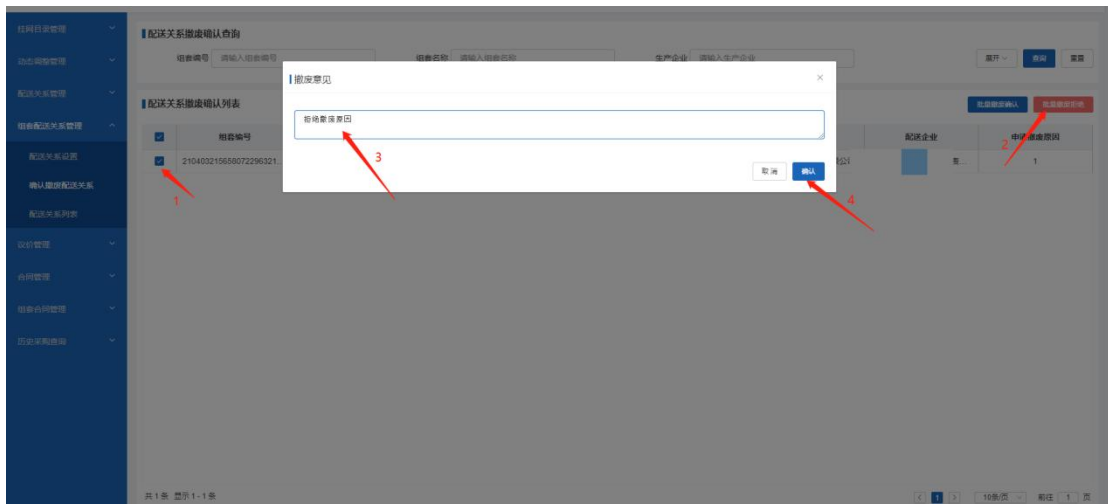 挂网目录管理
动态调整管理
配送关系管理
组套配送关系管理
配送关系设置
确认撤废配送关系
配送关系列表
议价管理
合同管理
组套合同管理
历史采购查询
配送关系撤废确认查询
组套编号 请输入组套编号
组套名称 请输入组套名称
生产企业 请输入生产企业
展开 查询 重置
配送关系撤废确认列表
批量撤废确认 批量撤废拒绝
组套编号 配送企业 申请撤废原因
210403215658072296321...
1
撤废意见
拒绝撤废原因
取消 确认
1
2
3
4
共1条 显示1-1条
1 10条/页 前往 1 页